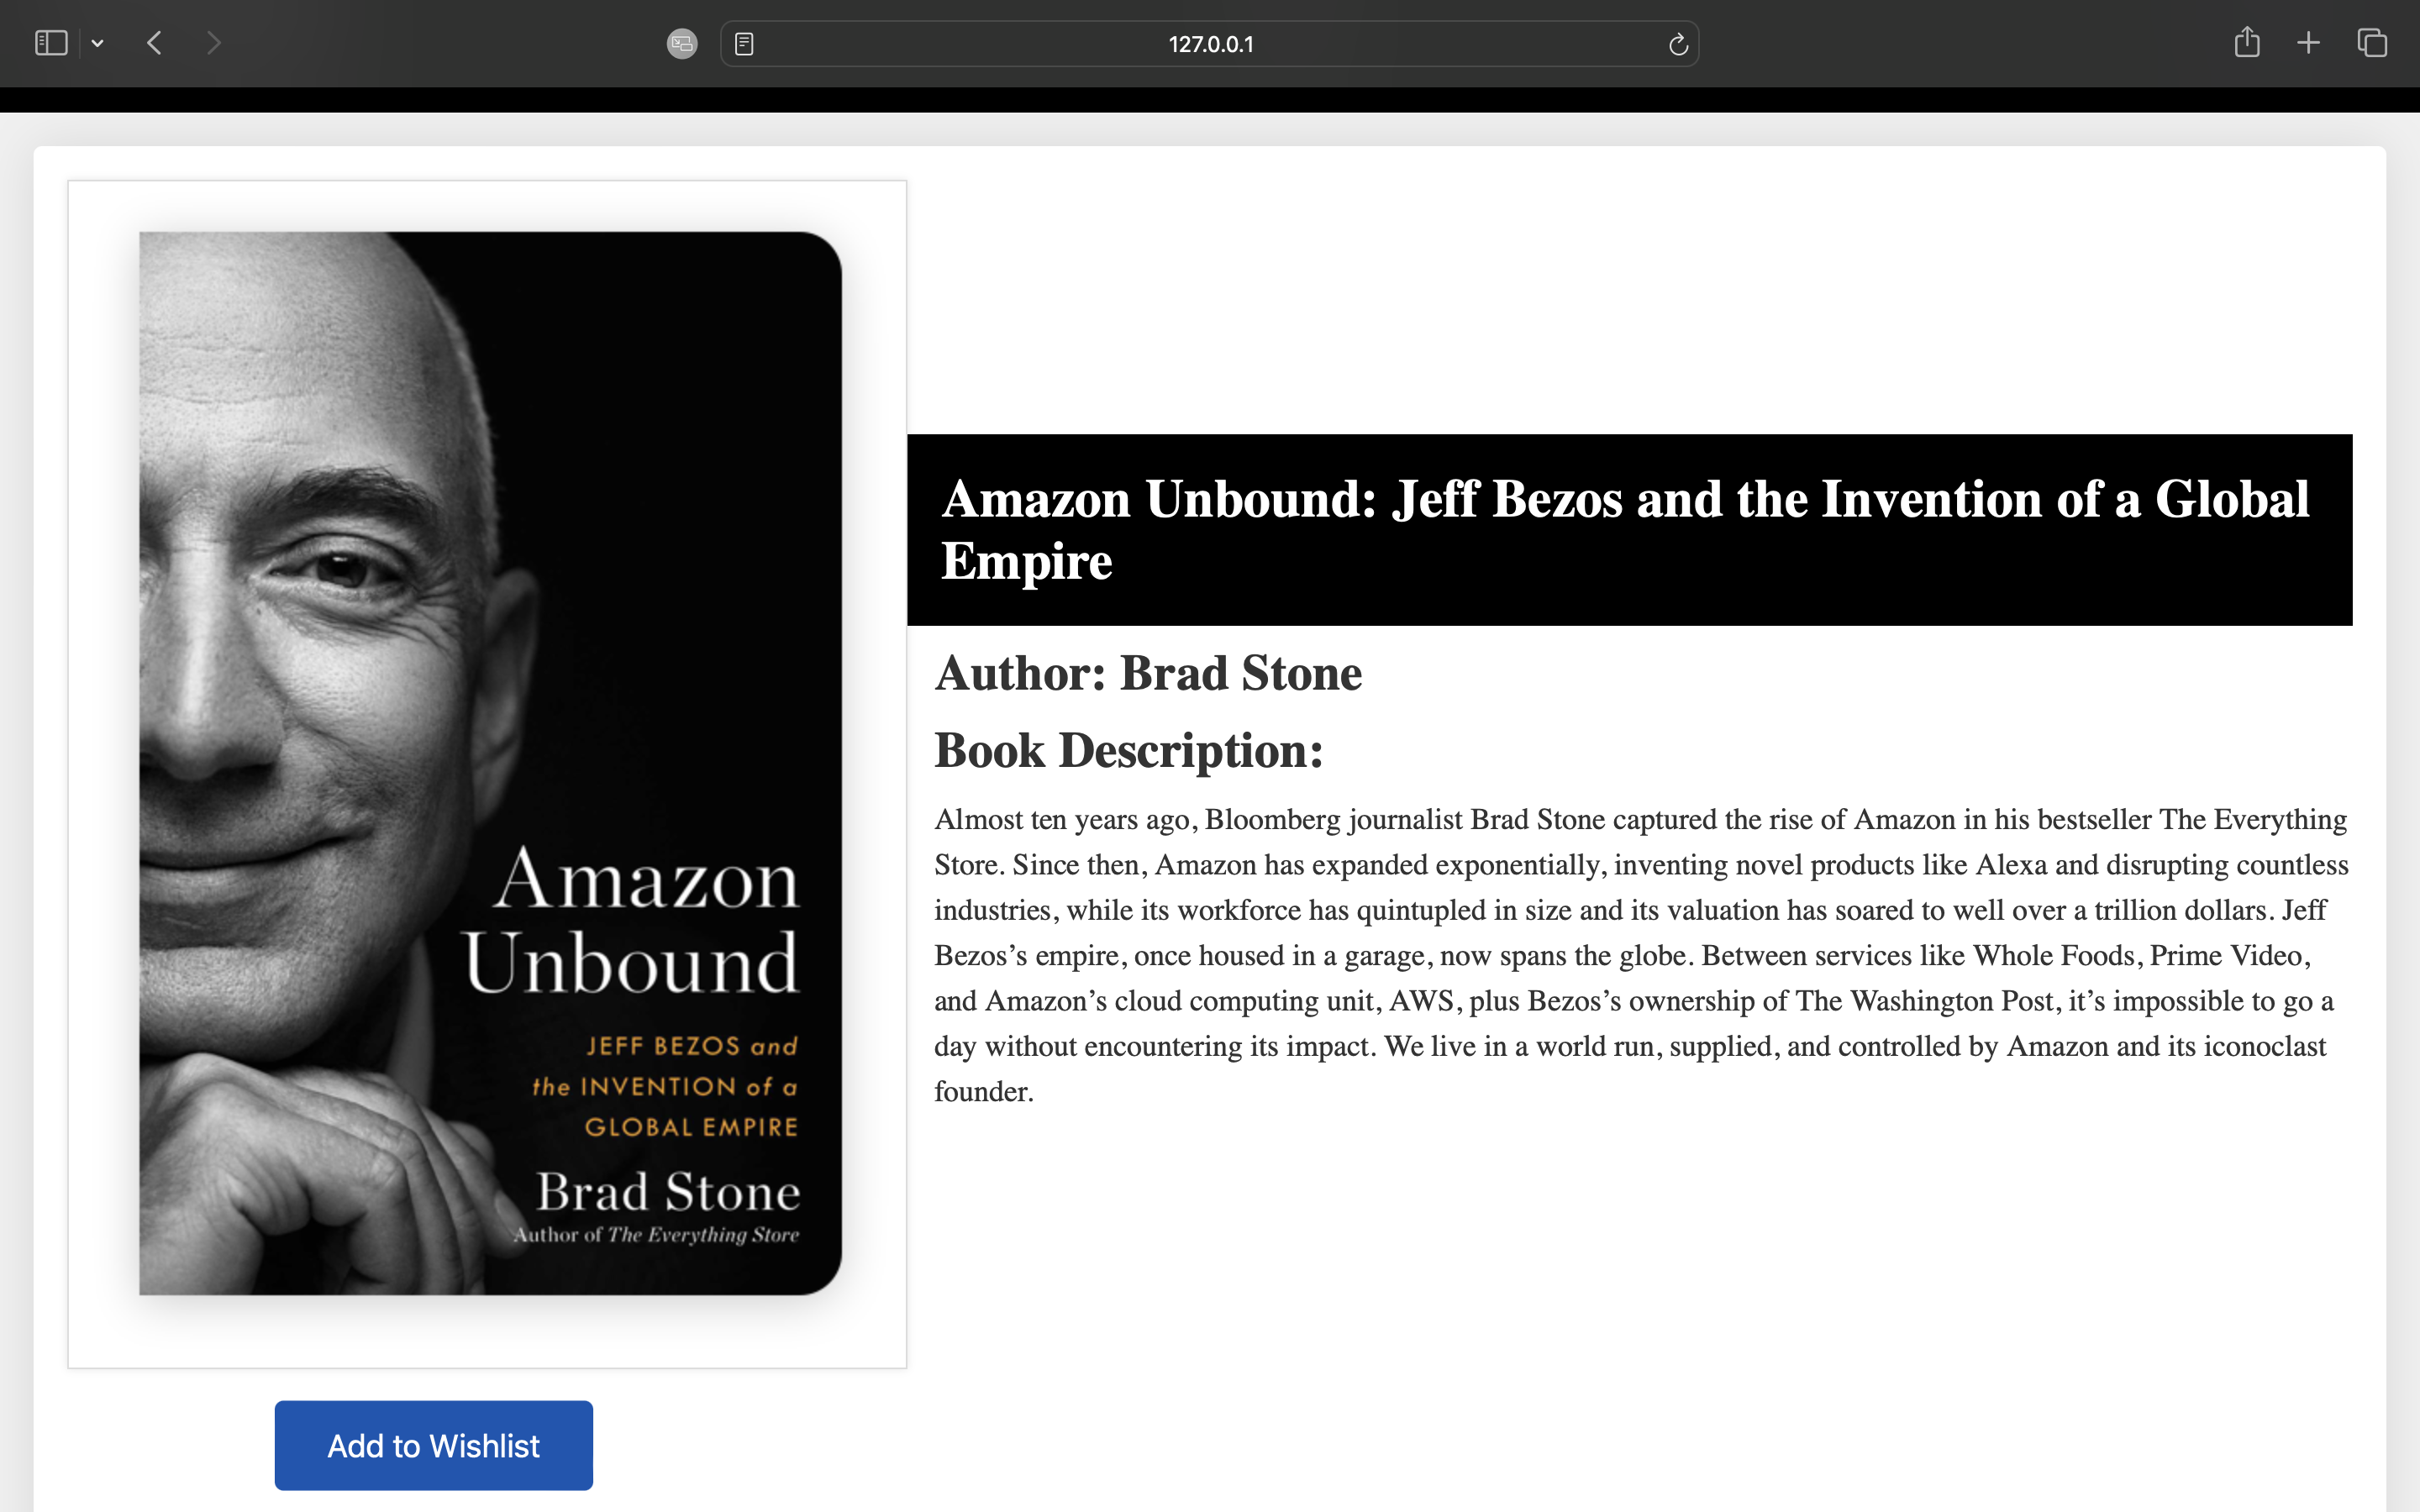 127.0.0.1
Amazon
Unbound
JEFF BEZOS and
the INVENTION of a
GLOBAL EMPIRE
Brad Stone
Author of The Everything Store
Add to Wishlist
Amazon Unbound: Jeff Bezos and the Invention of a Global
Empire
Author: Brad Stone
Book Description:
Almost ten years ago, Bloomberg journalist Brad Stone captured the rise of Amazon in his bestseller The Everything
Store. Since then, Amazon has expanded exponentially, inventing novel products like Alexa and disrupting countless
industries, while its workforce has quintupled in size and its valuation has soared to well over a trillion dollars. Jeff
Bezos’s empire, once housed in a garage, now spans the globe. Between services like Whole Foods, Prime Video,
and Amazon’s cloud computing unit, AWS, plus Bezos’s ownership of The Washington Post, it’s impossible to go a
day without encountering its impact. We live in a world run, supplied, and controlled by Amazon and its iconoclast
founder.